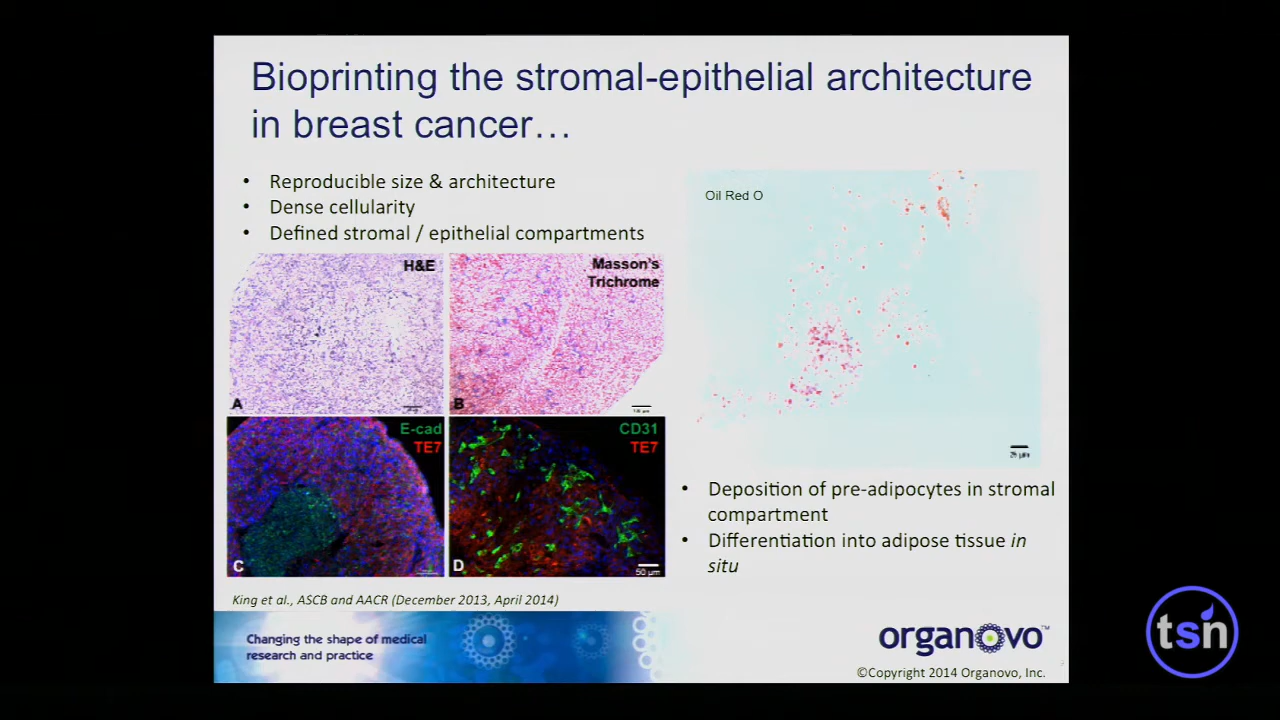 Bioprinting the stromal-epithelial architecture
in breast cancer…
• Reproducible size & architecture
• Dense cellularity
• Defined stromal / epithelial compartments
H&E
A
Masson's
Trichrome
B
E-cad
TE7
C
CD31
TE7
D
50 µm
King et al., ASCB and AACR (December 2013, April 2014)
Oil Red O
25 µm
• Deposition of pre-adipocytes in stromal
compartment
• Differentiation into adipose tissue in
situ
Changing the shape of medical
research and practice
organovo™
©Copyright 2014 Organovo, Inc.
tsn